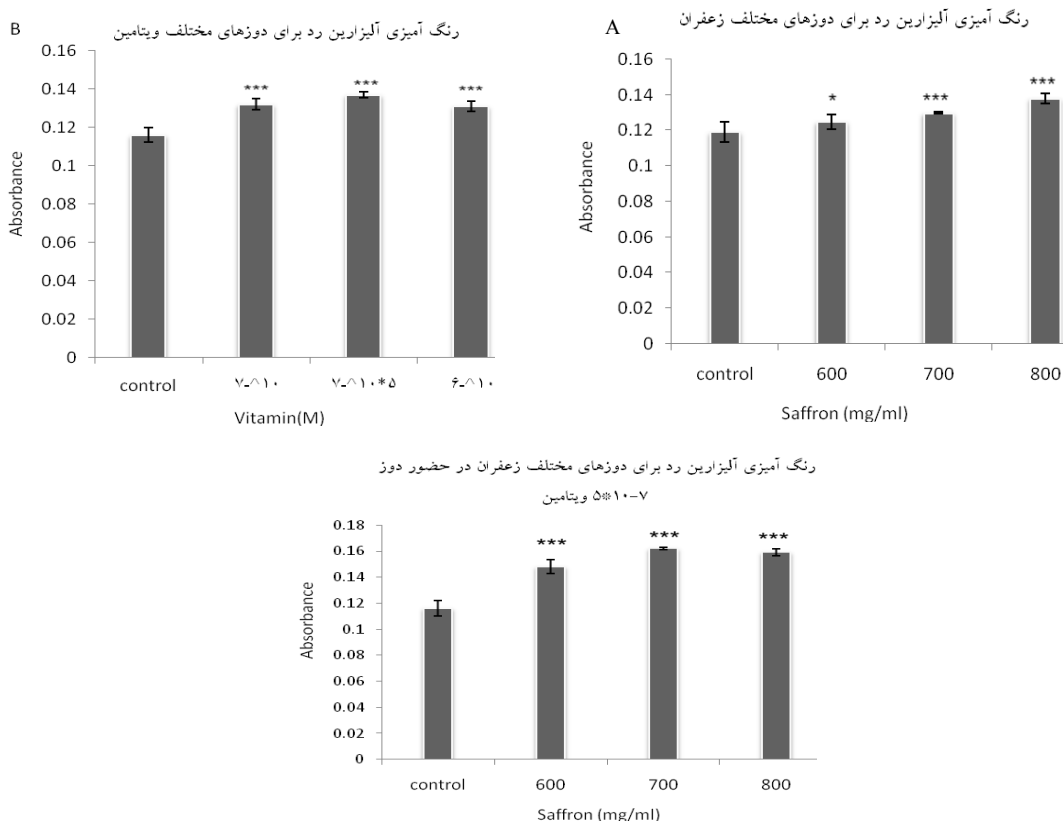 B
رنگ آمیزی آلیزارین رد برای دوزهای مختلف ویتامین
0.16
0.14
0.12
0.1
0.08
0.06
0.04
0.02
0
Absorbance
*** *** ***
control ۷-^۱۰ ۷-^۱۰*۵ ۶-^۱۰
Vitamin(M)
A
رنگ آمیزی آلیزارین رد برای دوزهای مختلف زعفران
0.16
0.14
0.12
0.1
0.08
0.06
0.04
0.02
0
Absorbance
* *** ***
control 600 700 800
Saffron (mg/ml)
رنگ آمیزی آلیزارین رد برای دوزهای مختلف زعفران در حضور دوز
۵*۱۰-۷ ویتامین
0.18
0.16
0.14
0.12
0.1
0.08
0.06
0.04
0.02
0
Absorbance
*** *** ***
control 600 700 800
Saffron (mg/ml)